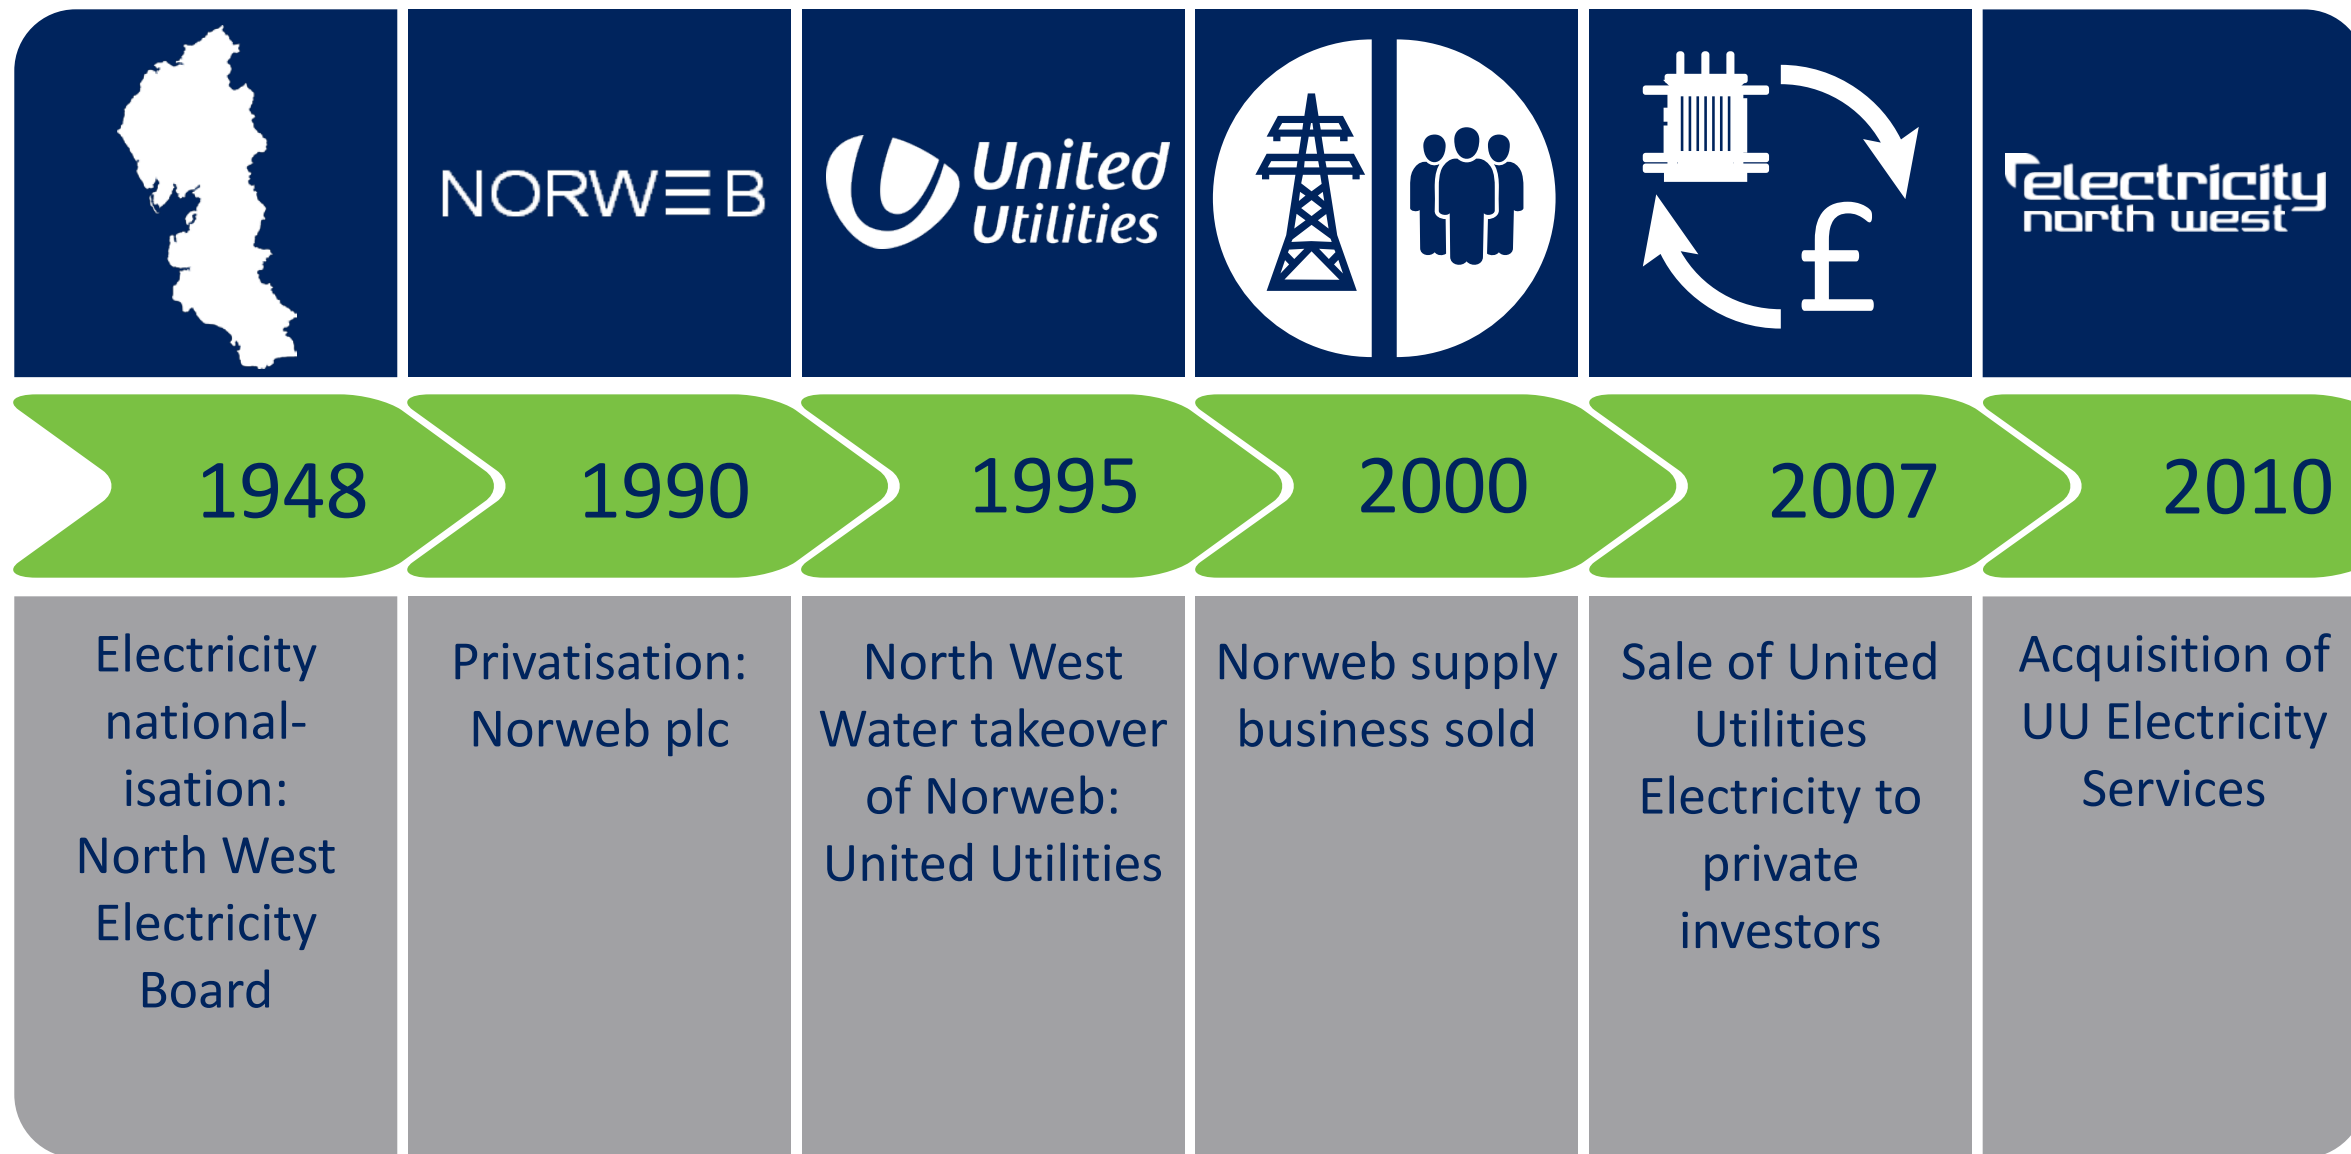 NORWEB
United
Utilities
£
electricity
north west
1948
1990
1995
2000
2007
2010
Electricity
national-
isation:
North West
Electricity
Board
Privatisation:
Norweb plc
North West
Water takeover
of Norweb:
United Utilities
Norweb supply
business sold
Sale of United
Utilities
Electricity to
private
investors
Acquisition of
UU Electricity
Services